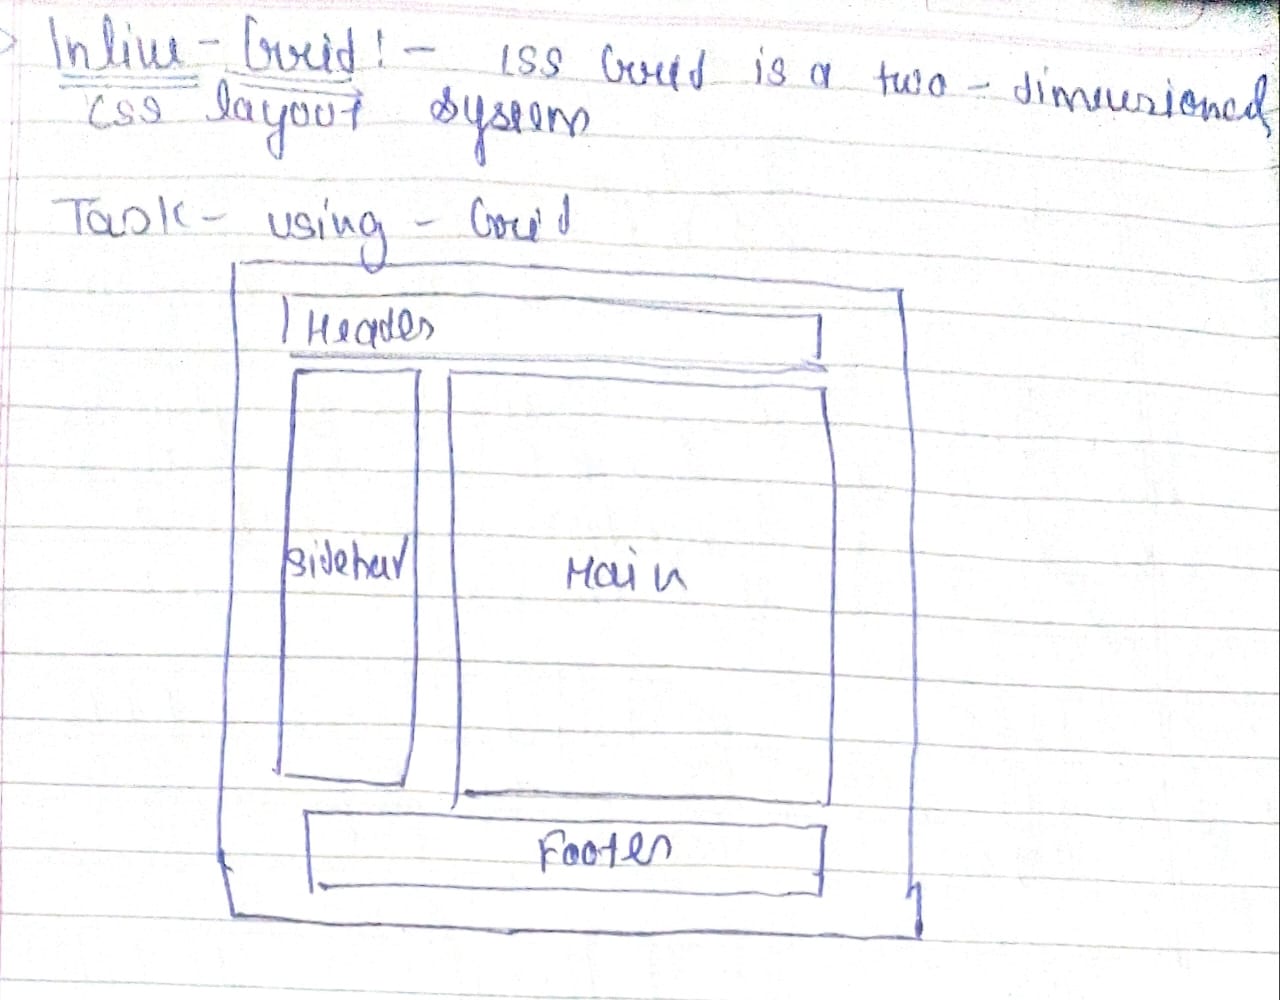 Inline - Grid! - CSS Grid is a two - dimensional
CSS layout system
Task - using - Grid
Header
Sidebar
Main
Footer